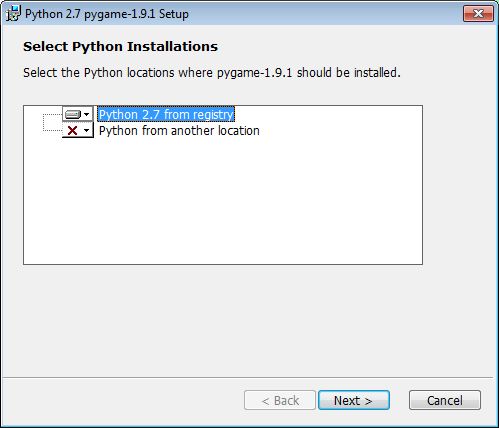 Python 2.7 pygame-1.9.1 Setup
Select Python Installations
Select the Python locations where pygame-1.9.1 should be installed.
Python 2.7 from registry
Python from another location
< Back
Next >
Cancel